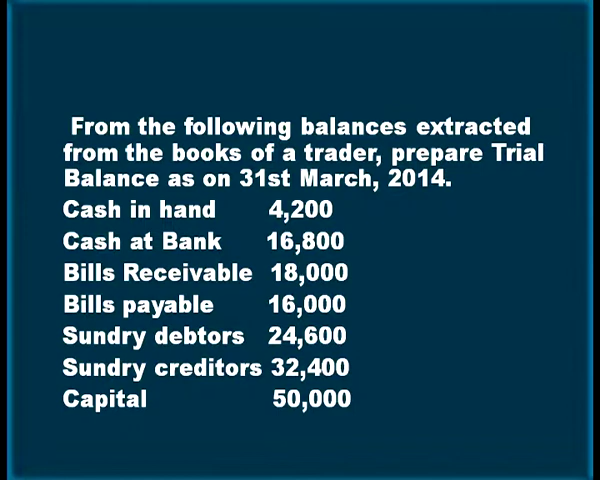 From the following balances extracted
from the books of a trader, prepare Trial
Balance as on 31st March, 2014.
Cash in hand 4,200
Cash at Bank 16,800
Bills Receivable 18,000
Bills payable 16,000
Sundry debtors 24,600
Sundry creditors 32,400
Capital 50,000